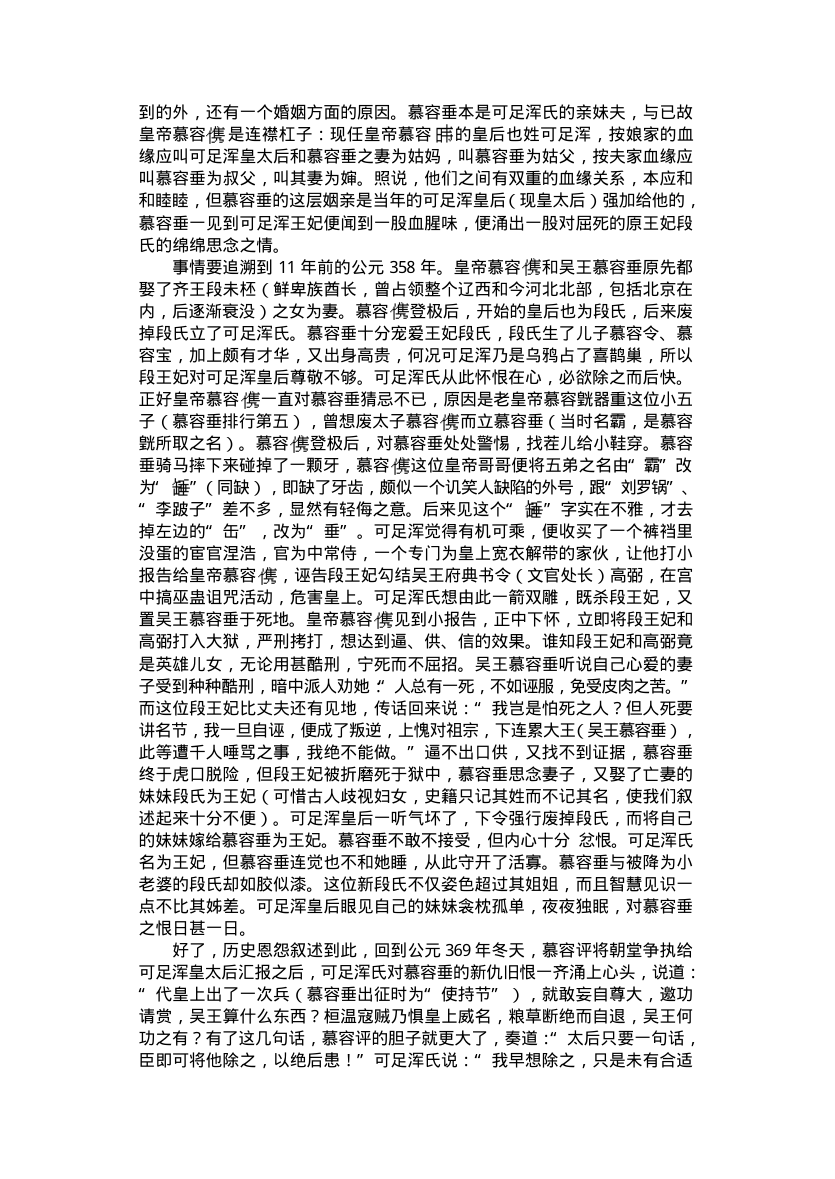 到的外，还有一个婚姻方面的原因。慕容垂本是可足浑氏的亲妹夫，与已故
皇帝慕容㑺是连襟杠子：现任皇帝慕容 的皇后也姓可足浑，按娘家的血
缘应叫可足浑皇太后和慕容垂之妻为姑妈，叫慕容垂为姑父，按夫家血缘应
叫慕容垂为叔父，叫其妻为婶。照说，他们之间有双重的血缘关系，本应和
和睦睦，但慕容垂的这层姻亲是当年的可足浑皇后（现皇太后）强加给他的，
慕容垂一见到可足浑王妃便闻到一股血腥味，便涌出一股对屈死的原王妃段
氏的绵绵思念之情。
事情要追溯到 11 年前的公元 358 年。皇帝慕容㑺和吴王慕容垂原先都
娶了齐王段末柸（鲜卑族酋长，曾占领整个辽西和今河北北部，包括北京在
内，后逐渐衰没）之女为妻。慕容㑺登极后，开始的皇后也为段氏，后来废
掉段氏立了可足浑氏。慕容垂十分宠爱王妃段氏，段氏生了儿子慕容令、慕
容宝，加上颇有才华，又出身高贵，何况可足浑乃是乌鸦占了喜鹊巢，所以
段王妃对可足浑皇后尊敬不够。可足浑氏从此怀恨在心，必欲除之而后快。
正好皇帝慕容㑺一直对慕容垂猜忌不已，原因是老皇帝慕容皝器重这位小五
子（慕容垂排行第五），曾想废太子慕容㑺而立慕容垂（当时名霸，是慕容
皝所取之名）。慕容㑺登极后，对慕容垂处处警惕，找茬儿给小鞋穿。慕容
垂骑马摔下来碰掉了一颗牙，慕容㑺这位皇帝哥哥便将五弟之名由“霸”改
为“䍋”（同缺），即缺了牙齿，颇似一个讥笑人缺陷的外号，跟“刘罗锅”、
“李跛子”差不多，显然有轻侮之意。后来见这个“䍋”字实在不雅，才去
掉左边的“缶”，改为“垂”。可足浑觉得有机可乘，便收买了一个裤裆里
没蛋的宦官涅浩，官为中常侍，一个专门为皇上宽衣解带的家伙，让他打小
报告给皇帝慕容㑺，诬告段王妃勾结吴王府典书令（文官处长）高弼，在宫
中搞巫蛊诅咒活动，危害皇上。可足浑氏想由此一箭双雕，既杀段王妃，又
置吴王慕容垂于死地。皇帝慕容㑺见到小报告，正中下怀，立即将段王妃和
高弼打入大狱，严刑拷打，想达到逼、供、信的效果。谁知段王妃和高弼竟
是英雄儿女，无论用甚酷刑，宁死而不屈招。吴王慕容垂听说自己心爱的妻
子受到种种酷刑，暗中派人劝她：“人总有一死，不如诬服，免受皮肉之苦。”
而这位段王妃比丈夫还有见地，传话回来说：“我岂是怕死之人？但人死要
讲名节，我一旦自诬，便成了叛逆，上愧对祖宗，下连累大王（吴王慕容垂），
此等遭千人唾骂之事，我绝不能做。”逼不出口供，又找不到证据，慕容垂
终于虎口脱险，但段王妃被折磨死于狱中，慕容垂思念妻子，又娶了亡妻的
妹妹段氏为王妃（可惜古人歧视妇女，史籍只记其姓而不记其名，使我们叙
述起来十分不便）。可足浑皇后一听气坏了，下令强行废掉段氏，而将自己
的妹妹嫁给慕容垂为王妃。慕容垂不敢不接受，但内心十分 忿恨。可足浑氏
名为王妃，但慕容垂连觉也不和她睡，从此守开了活寡。慕容垂与被降为小
老婆的段氏却如胶似漆。这位新段氏不仅姿色超过其姐姐，而且智慧见识一
点不比其姊差。可足浑皇后眼见自己的妹妹衾枕孤单，夜夜独眠，对慕容垂
之恨日甚一日。
好了，历史恩怨叙述到此，回到公元 369 年冬天，慕容评将朝堂争执给
可足浑皇太后汇报之后，可足浑氏对慕容垂的新仇旧恨一齐涌上心头，说道：
“代皇上出了一次兵（慕容垂出征时为“使持节”），就敢妄自尊大，邀功
请赏，吴王算什么东西？桓温寇贼乃惧皇上威名，粮草断绝而自退，吴王何
功之有？有了这几句话，慕容评的胆子就更大了，奏道：“太后只要一句话，
臣即可将他除之，以绝后患！”可足浑氏说：“我早想除之，只是未有合适